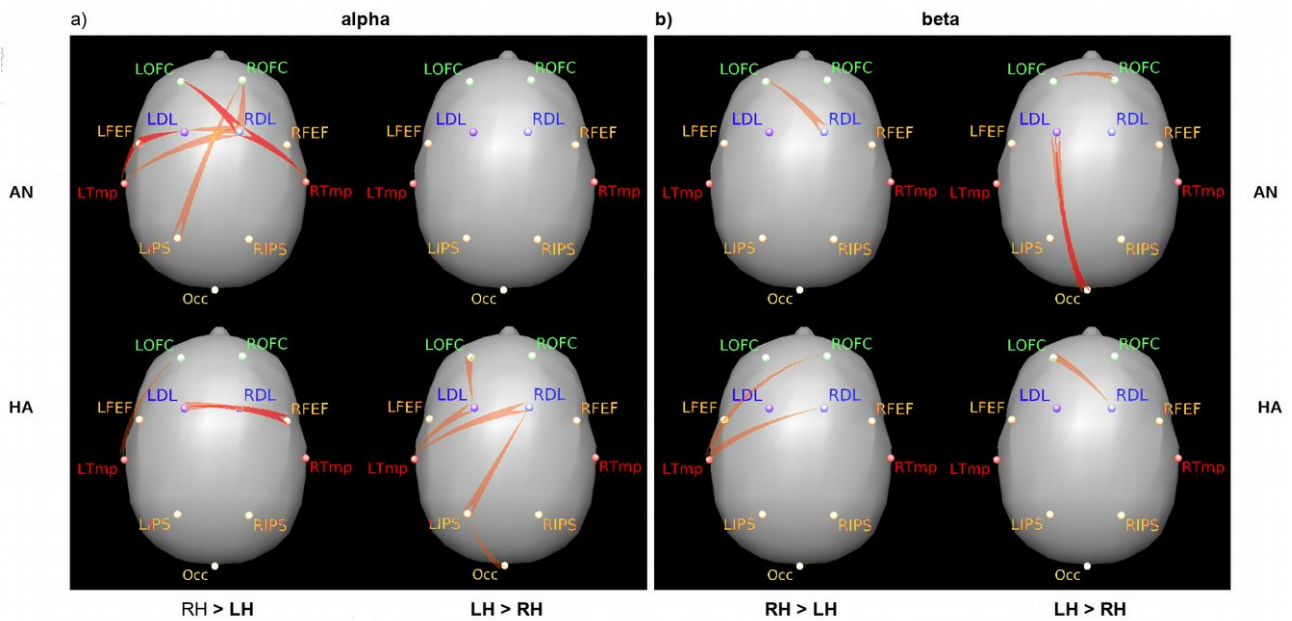 a) alpha b) beta
LOFC ROFC LOFC ROFC LOFC ROFC LOFC ROFC
LDL RDL LDL RDL LDL RDL LDL RDL
LFEF RFEF LFEF RFEF LFEF RFEF LFEF RFEF
AN LTmp RTmp LTmp RTmp LTmp RTmp LTmp RTmp AN
LIPS RIPS LIPS RIPS LIPS RIPS LIPS RIPS
Occ Occ Occ Occ
LOFC ROFC LOFC ROFC LOFC ROFC LOFC ROFC
LDL RDL LDL RDL LDL RDL LDL RDL
HA LFEF RFEF LFEF RFEF LFEF RFEF LFEF RFEF HA
LTmp RTmp LTmp RTmp LTmp RTmp LTmp RTmp
LIPS RIPS LIPS RIPS LIPS RIPS LIPS RIPS
Occ Occ Occ Occ
RH > LH LH > RH RH > LH LH > RH